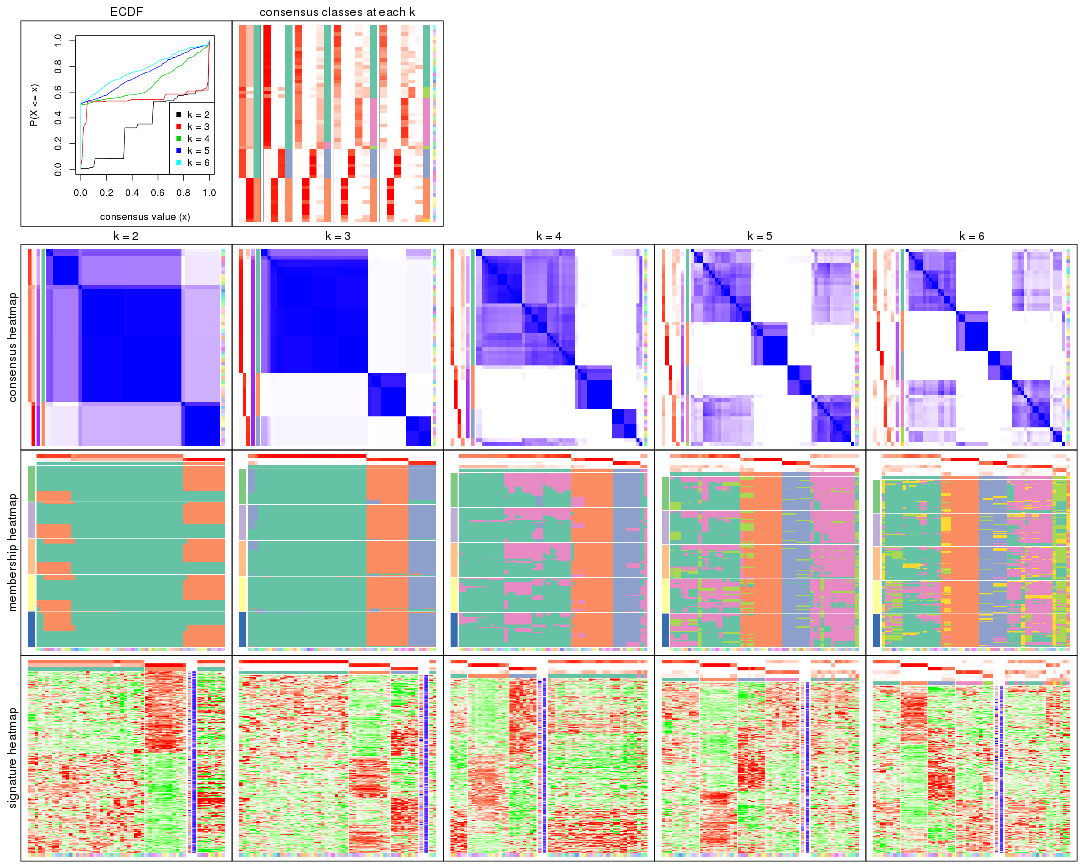 ECDF
consensus classes at each k
P(X <= x)
0.0
0.2
0.4
0.6
0.8
1.0
k = 2
k = 3
k = 4
k = 5
k = 6
0.0 0.2 0.4 0.6 0.8 1.0
consensus value (x)
k = 2
k = 3
k = 4
k = 5
k = 6
consensus heatmap
membership heatmap
signature heatmap